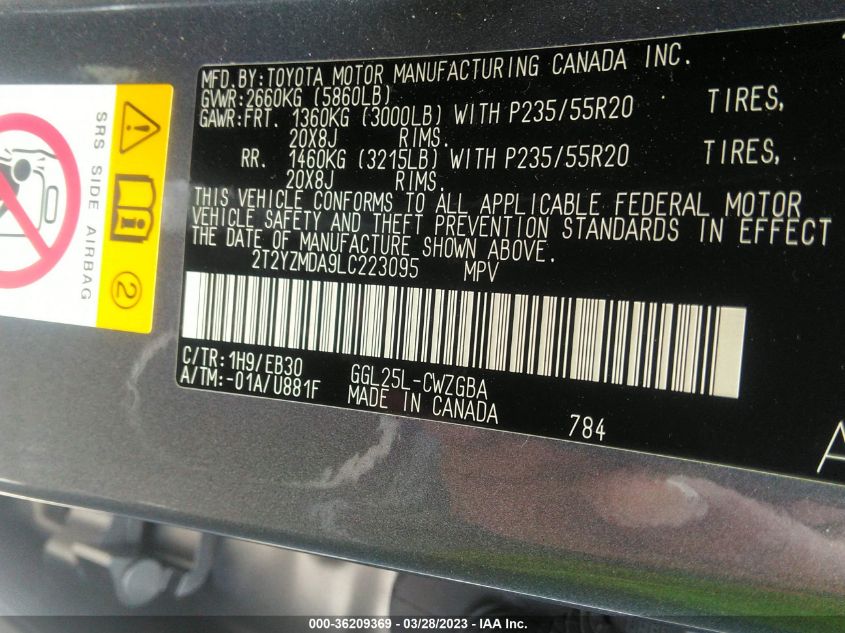 MFD. BY: TOYOTA MOTOR MANUFACTURING CANADA INC.
GVWR: 2660KG (5860LB)
GAWR: FRT. 1360KG (3000LB) WITH P235/55R20 TIRES,
20X8J RIMS.
RR. 1460KG (3215LB) WITH P235/55R20 TIRES,
20X8J RIMS.
THIS VEHICLE CONFORMS TO ALL APPLICABLE FEDERAL MOTOR
VEHICLE SAFETY AND THEFT PREVENTION STANDARDS IN EFFECT
THE DATE OF MANUFACTURE SHOWN ABOVE.
2T2YZMDA9LC223095 MPV
C/TR: 1H9/EB30
A/TM: -01A/U881F
GGL25L-CWZGBA
MADE IN CANADA
784
A
SRS SIDE AIRBAG
2
000-36209369 - 03/28/2023 - IAA Inc.